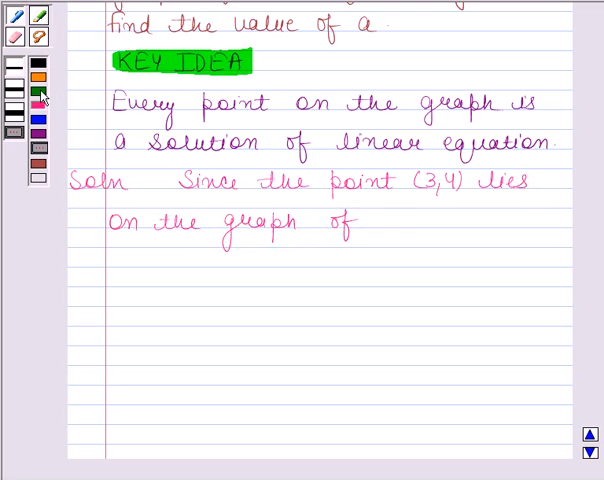 find the value of a.
KEY IDEA
Every point on the graph is
a solution of linear equation.
Soln Since the point (3,4) lies
on the graph of